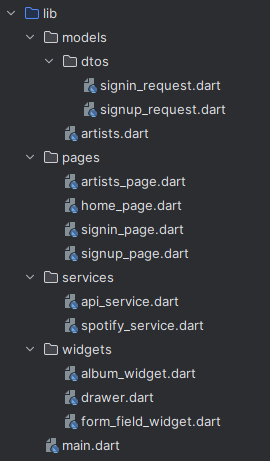 lib
models
dtos
signin_request.dart
signup_request.dart
artists.dart
pages
artists_page.dart
home_page.dart
signin_page.dart
signup_page.dart
services
api_service.dart
spotify_service.dart
widgets
album_widget.dart
drawer.dart
form_field_widget.dart
main.dart